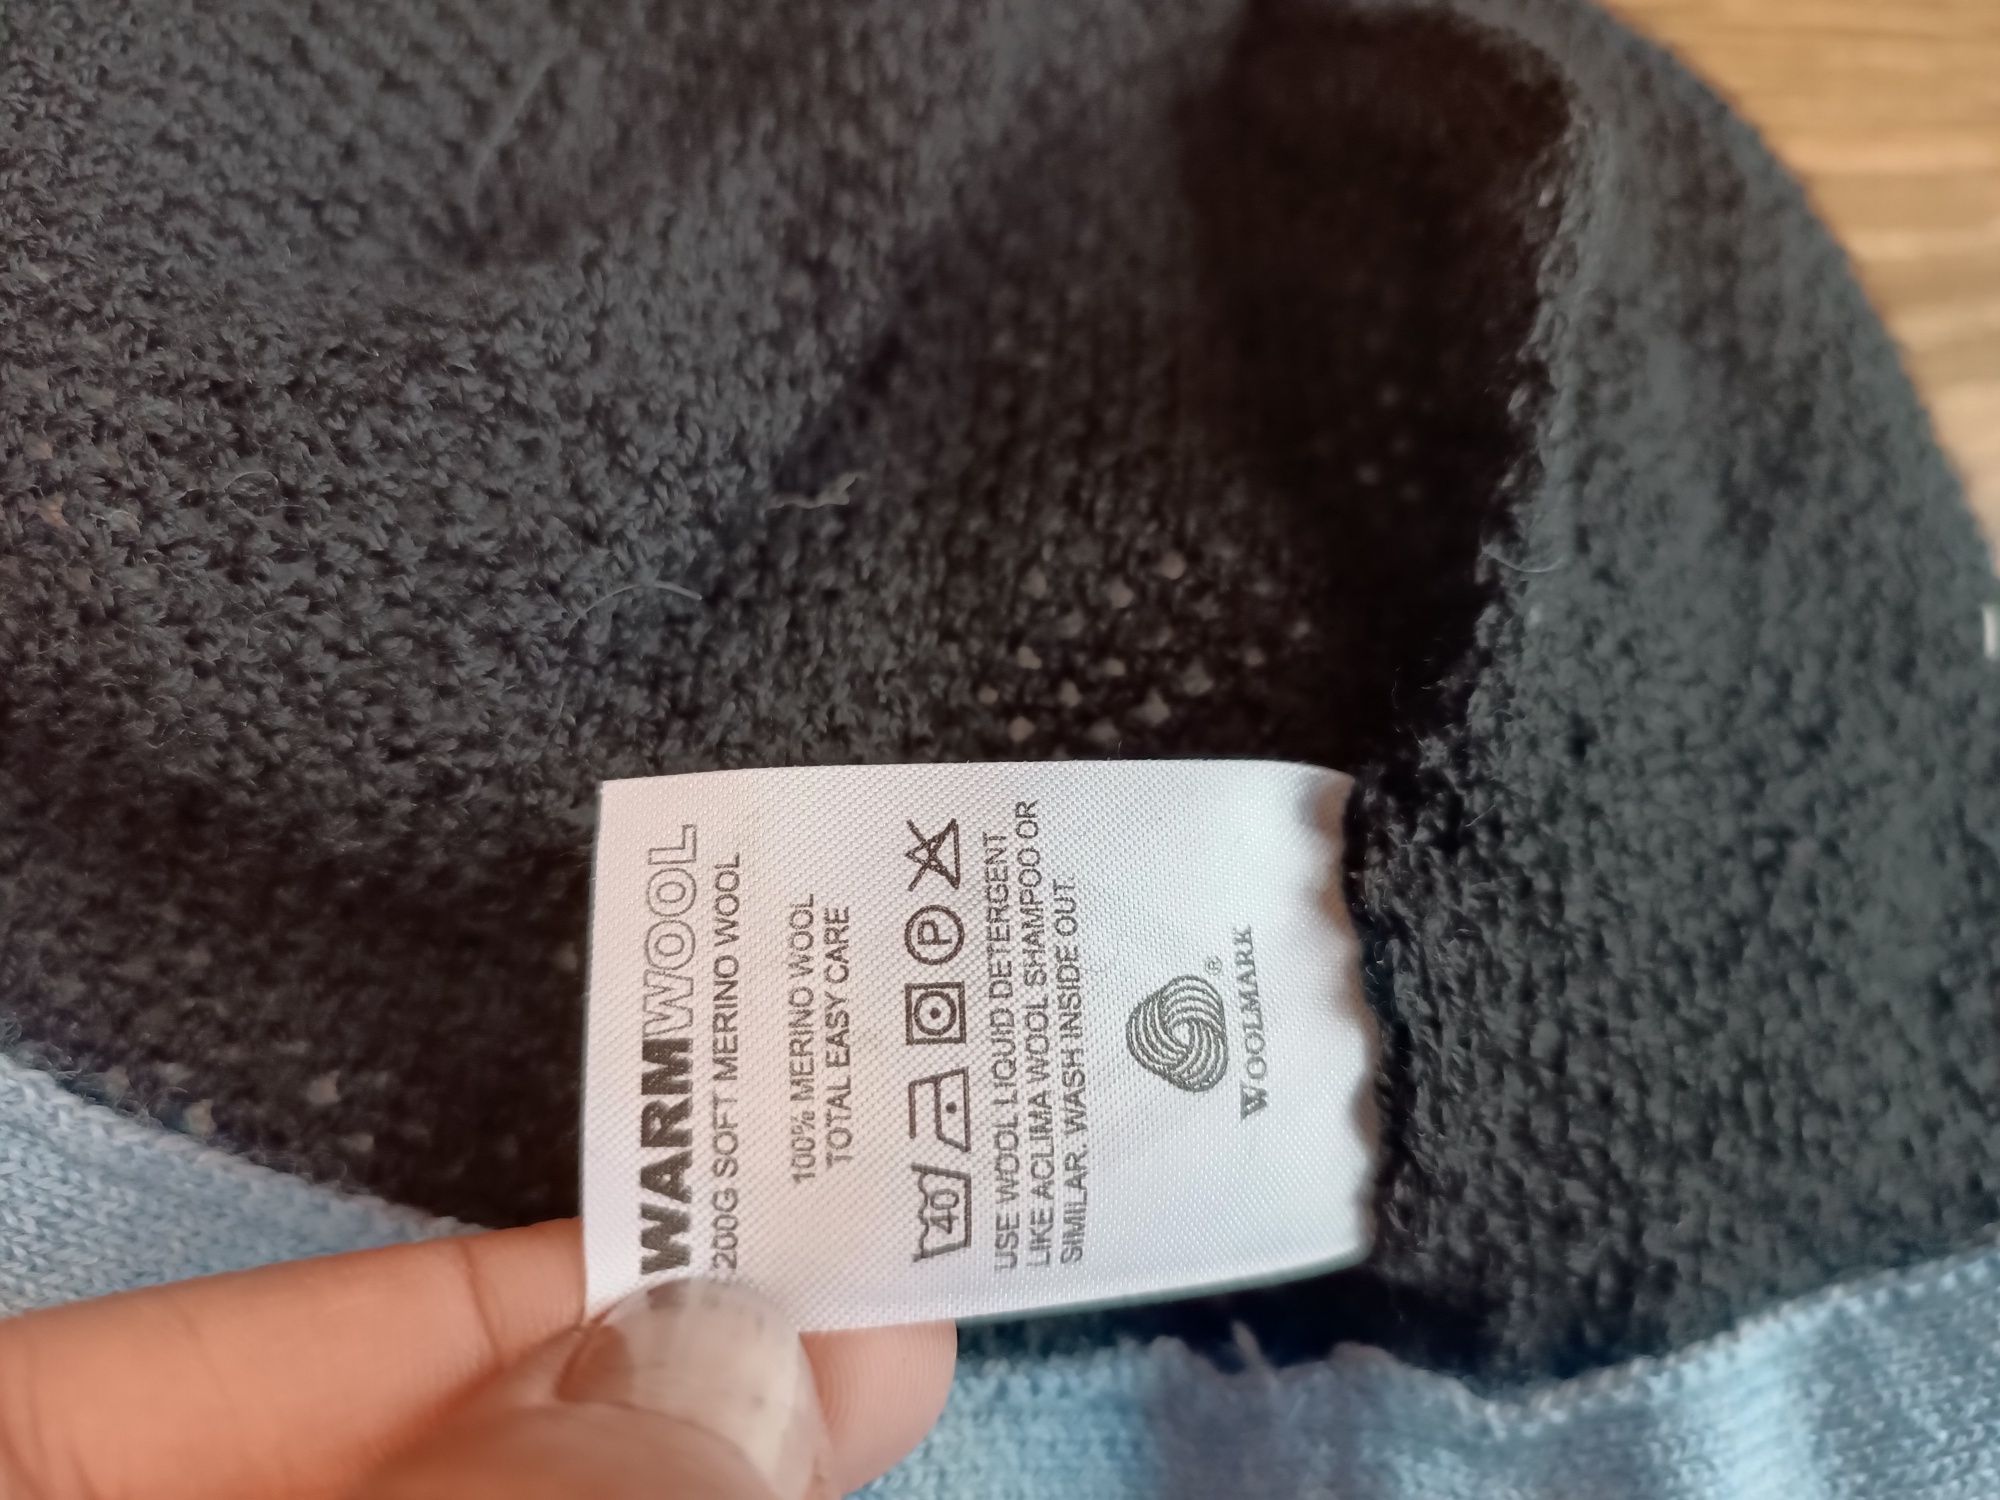 WARMWOOL
200G SOFT MERINO WOOL
100% MERINO WOOL
TOTAL EASY CARE
40 P
USE WOOL LIQUID DETERGENT
LIKE ACLIMA WOOL SHAMPOO OR
SIMILAR. WASH INSIDE OUT.
®
WOOLMARK